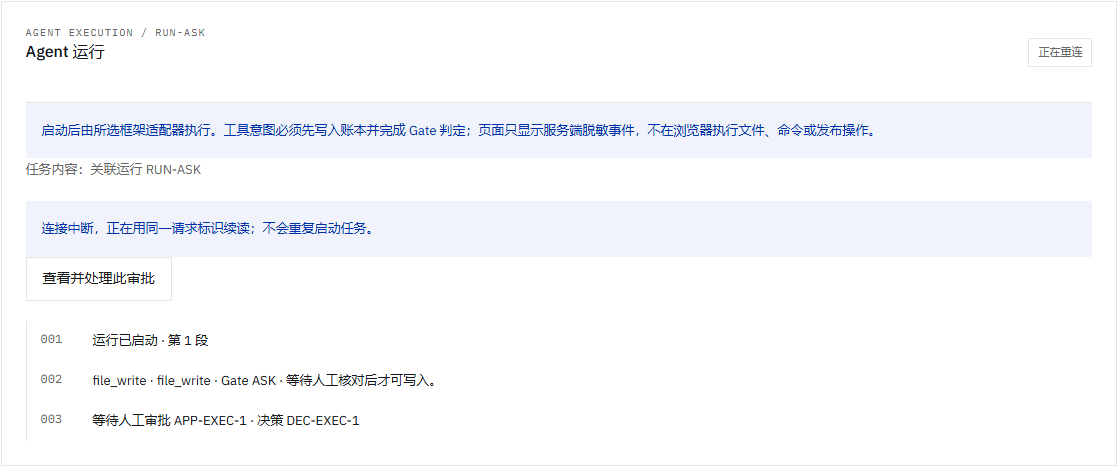 AGENT EXECUTION / RUN-ASK
Agent 运行
正在重连
启动后由所选框架适配器执行。工具意图必须先写入账本并完成 Gate 判定；页面只显示服务端脱敏事件，不在浏览器执行文件、命令或发布操作。
任务内容：关联运行 RUN-ASK
连接中断，正在用同一请求标识续读；不会重复启动任务。
查看并处理此审批
001 运行已启动 · 第 1 段
002 file_write · file_write · Gate ASK · 等待人工核对后才可写入。
003 等待人工审批 APP-EXEC-1 · 决策 DEC-EXEC-1